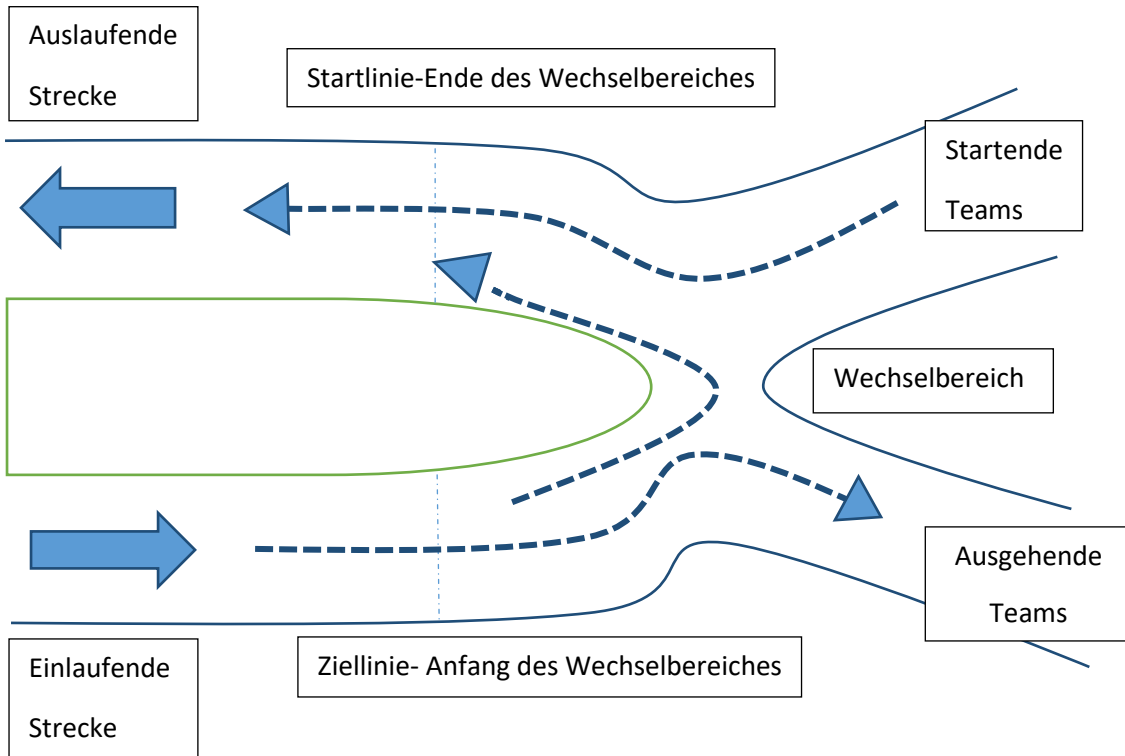 Auslaufende
Strecke
Startlinie-Ende des Wechselbereiches
Startende
Teams
Wechselbereich
Ausgehende
Teams
Einlaufende
Strecke
Ziellinie- Anfang des Wechselbereiches